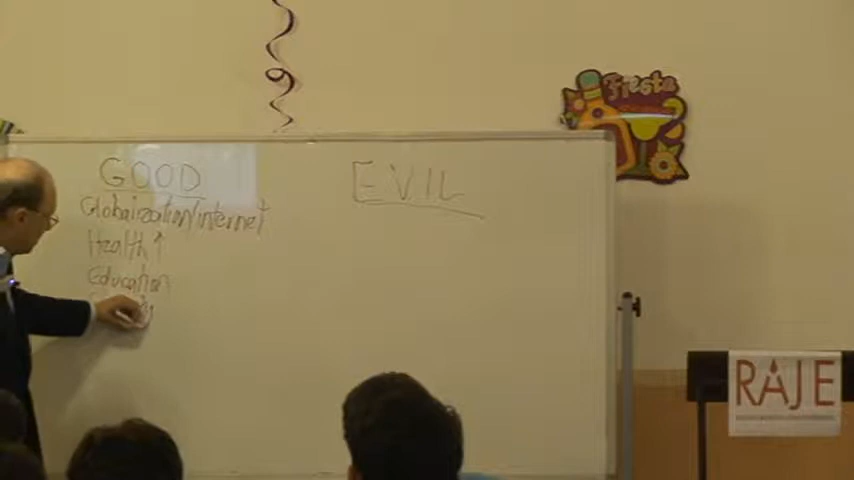 Fiesta
GOOD
EVIL
Globalization/internet
Health ↑
Education
RAJE